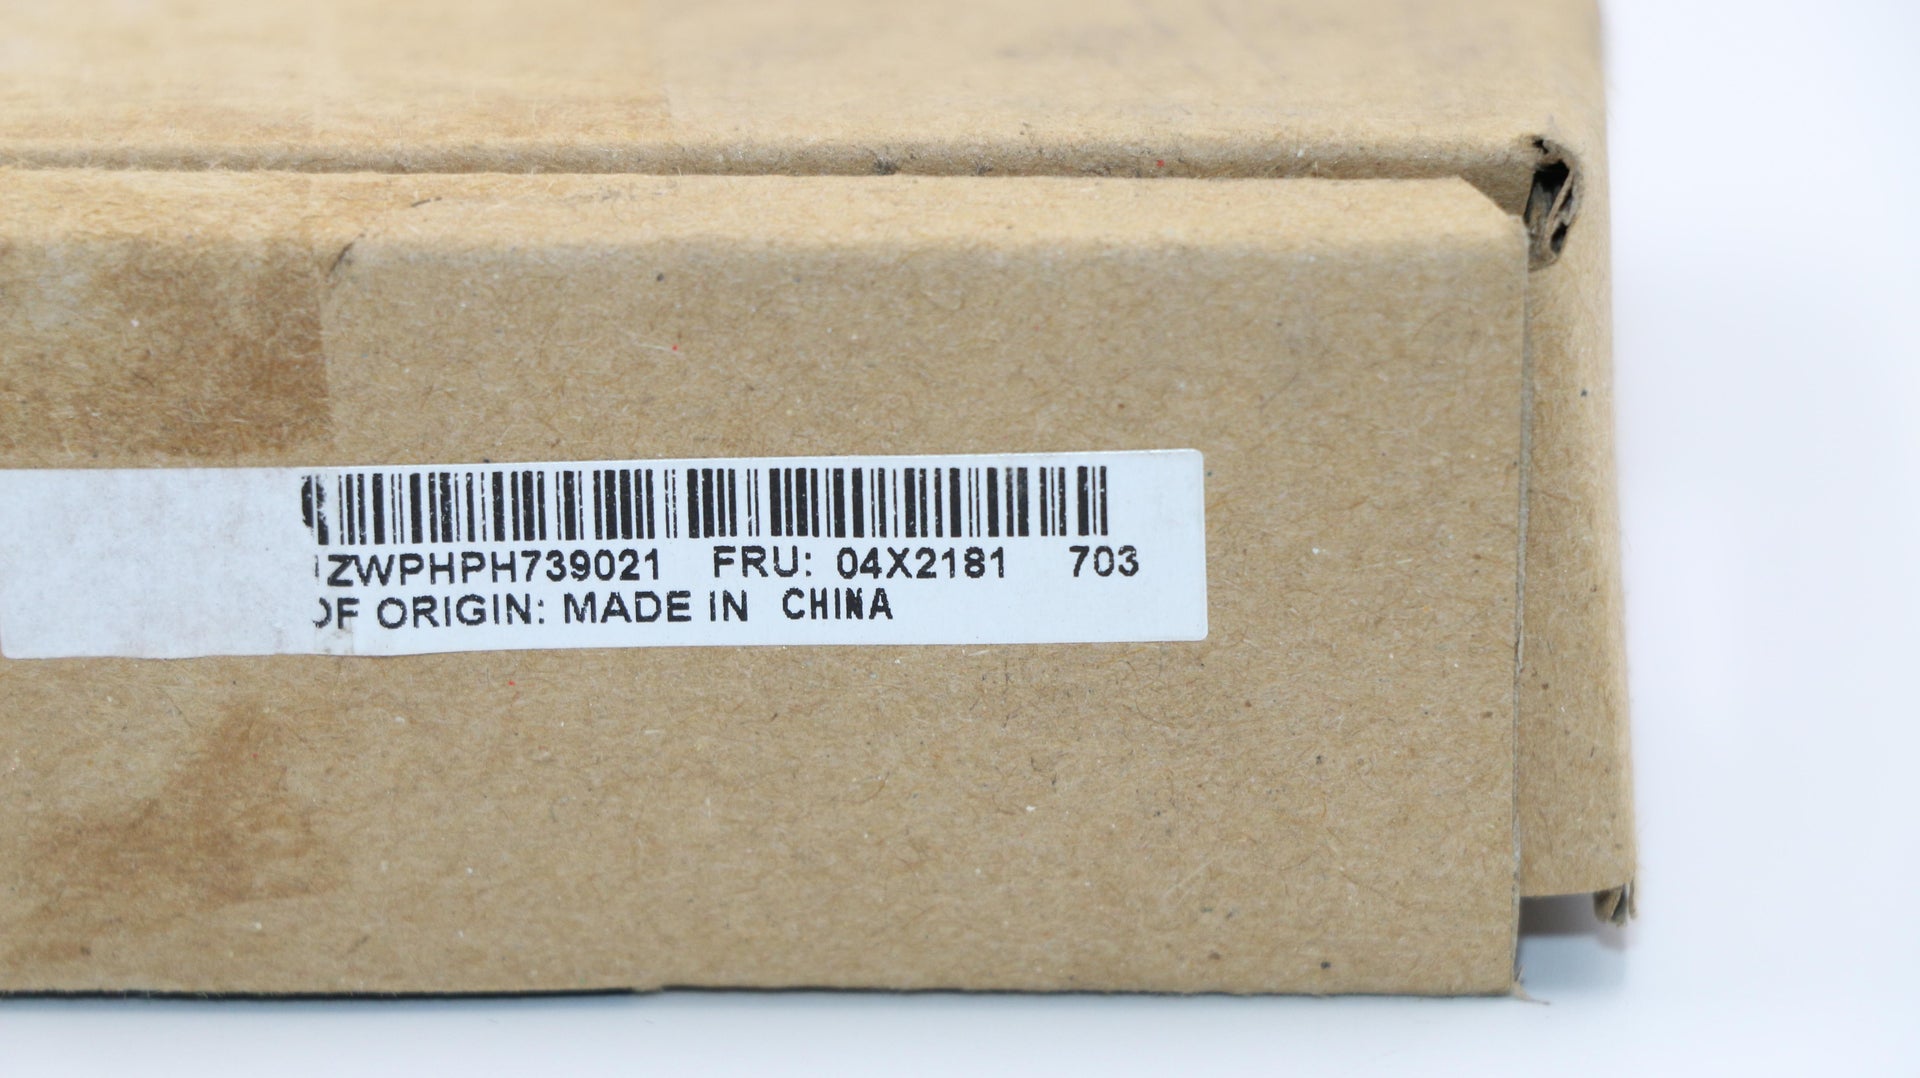 ZWPHPH739021 FRU: 04X2181 703
OF ORIGIN: MADE IN CHINA